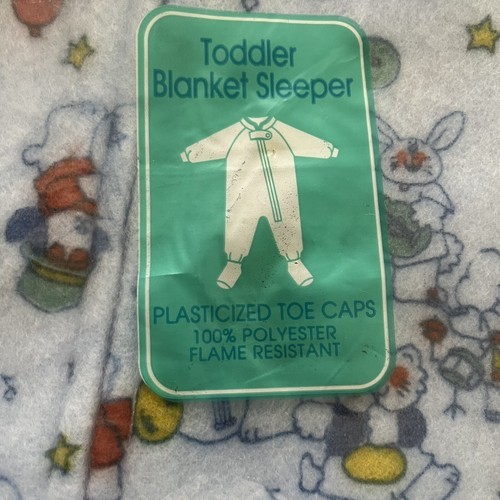 Toddler
Blanket Sleeper
PLASTICIZED TOE CAPS
100% POLYESTER
FLAME RESISTANT